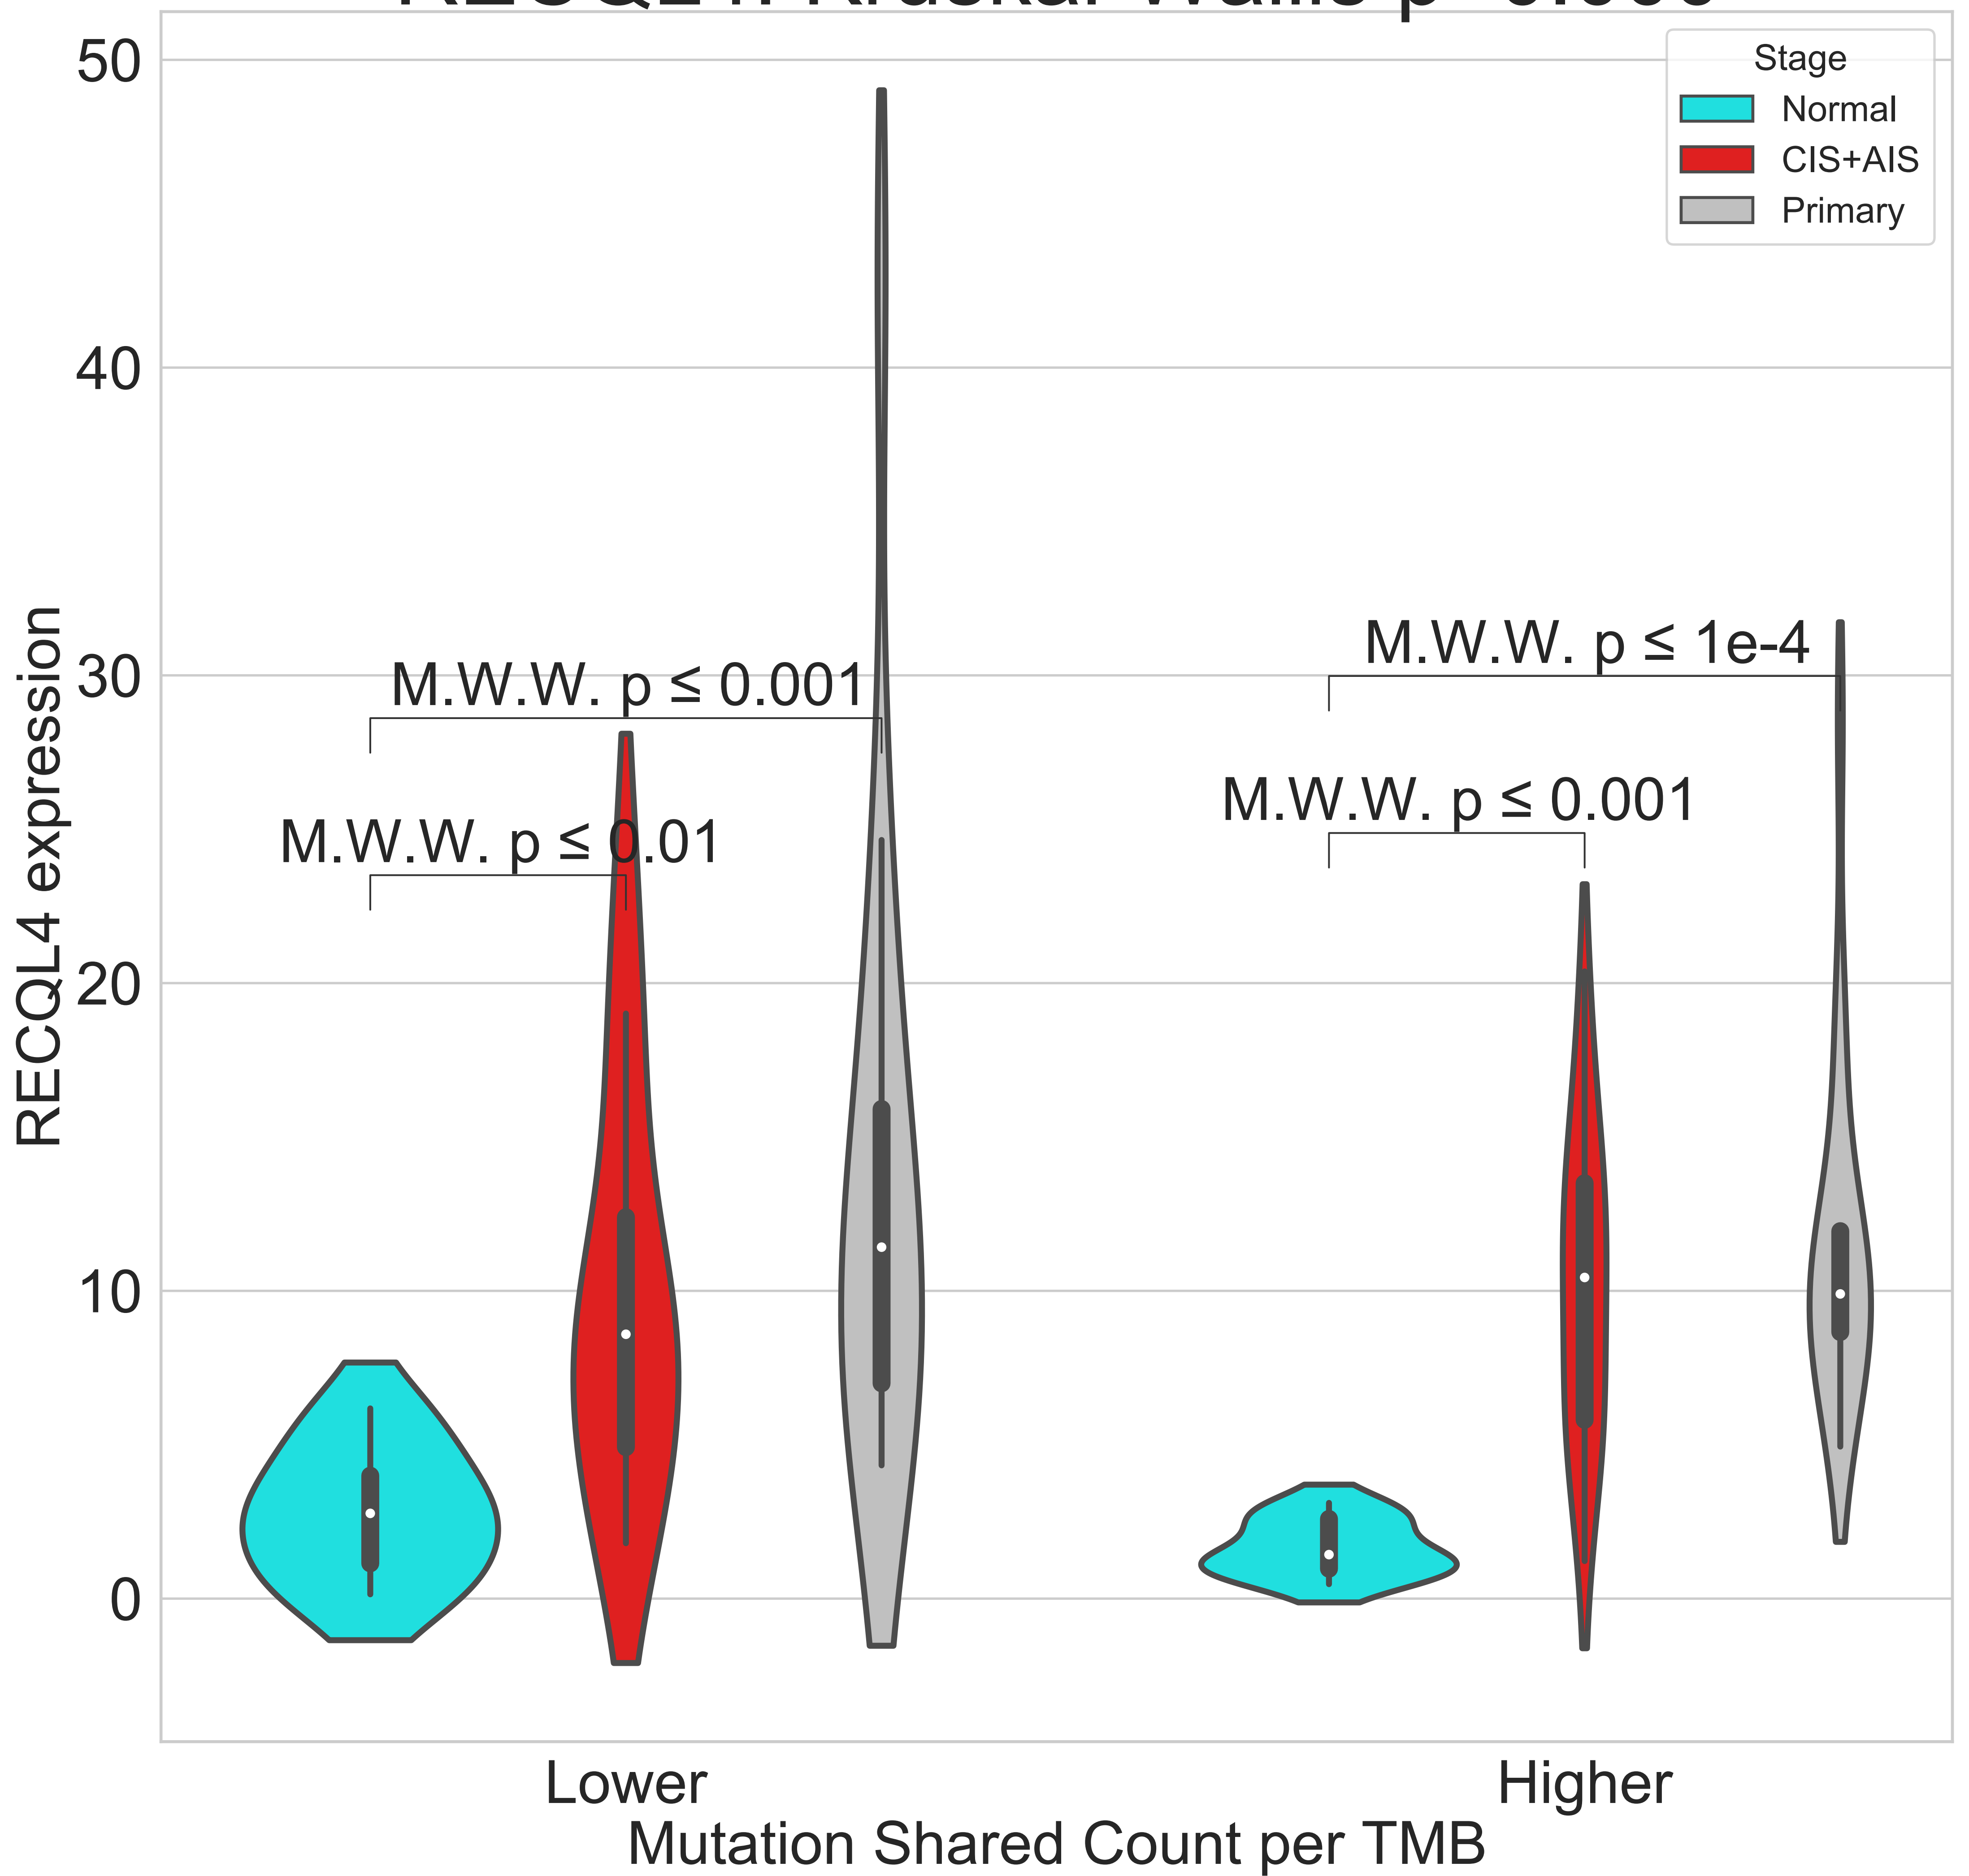 50
40
30
20
10
0
RECQL4 expression
Stage
Normal
CIS+AIS
Primary
M.W.W. p ≤ 0.001
M.W.W. p ≤ 0.01
M.W.W. p ≤ 1e-4
M.W.W. p ≤ 0.001
Lower
Higher
Mutation Shared Count per TMB